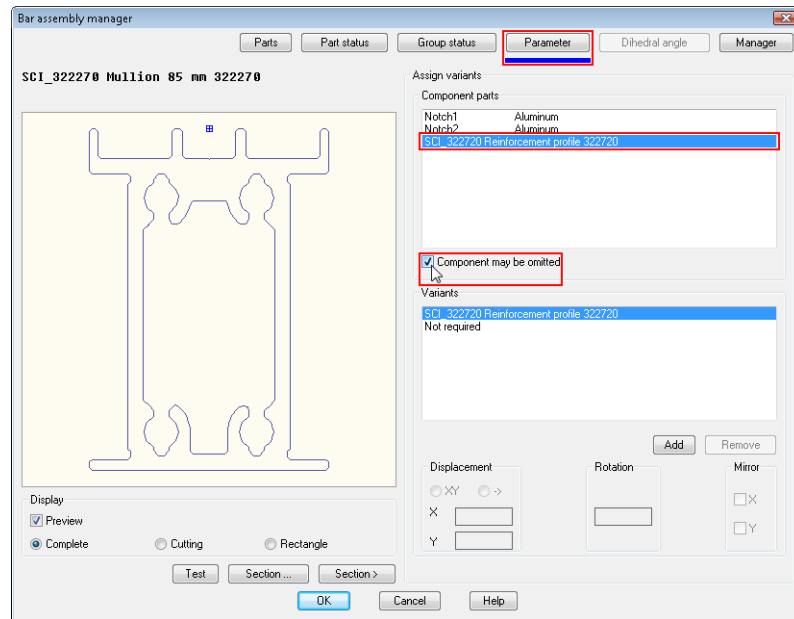 Bar assembly manager
Parts Part status Group status Parameter Dihedral angle Manager
SCI_322270 Mullion 85 mm 322270
Assign variants
Component parts
Notch1 Aluminum
Notch2 Aluminum
SCI_322720 Reinforcement profile 322720
Component may be omitted
Variants
SCI_322720 Reinforcement profile 322720
Not required
Add Remove
Displacement Rotation Mirror
XY ->
X
Y
X
Y
Display
Preview
Complete Cutting Rectangle
Test Section ... Section >
OK Cancel Help